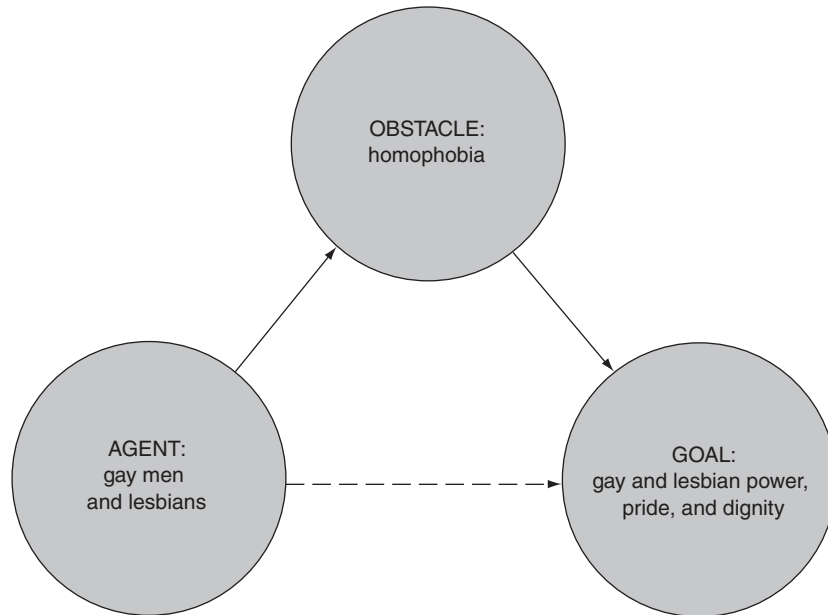 OBSTACLE:
homophobia
AGENT:
gay men
and lesbians
GOAL:
gay and lesbian power,
pride, and dignity